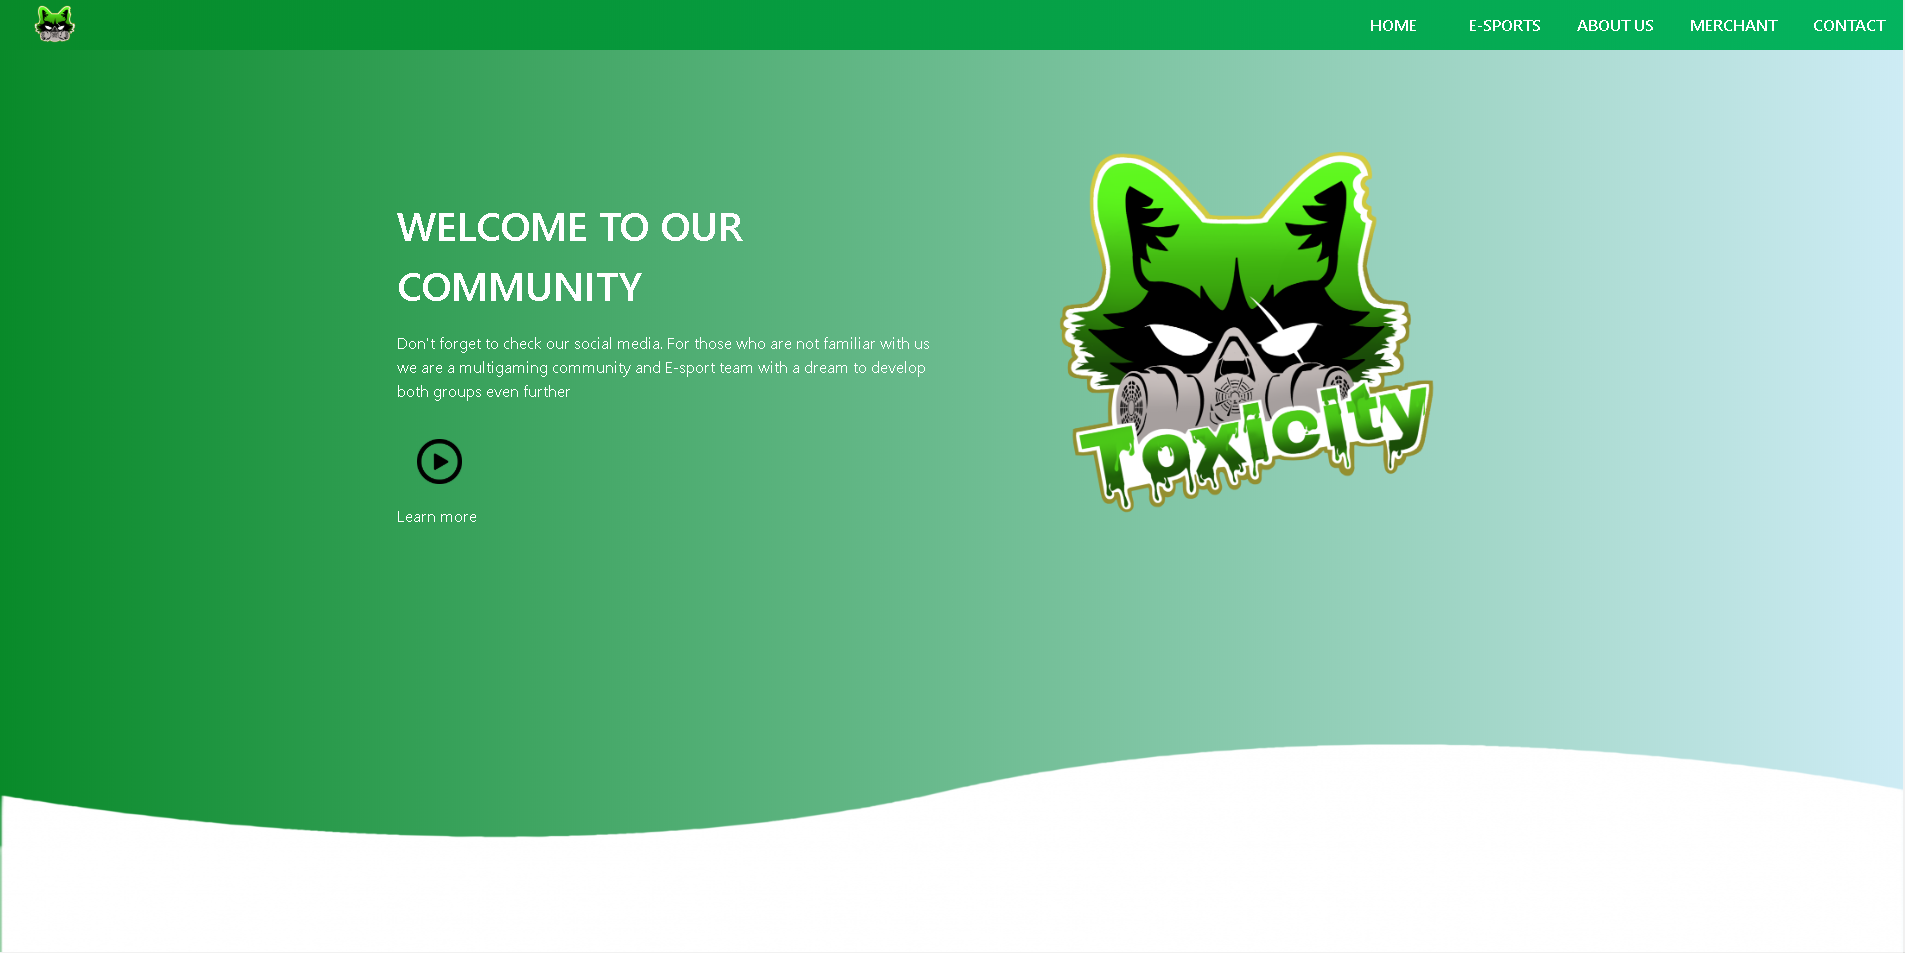 HOME E-SPORTS ABOUT US MERCHANT CONTACT
WELCOME TO OUR
COMMUNITY
Don't forget to check our social media. For those who are not familiar with us
we are a multigaming community and E-sport team with a dream to develop
both groups even further
Learn more
Toxicity